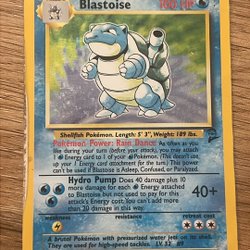 Blastoise 100 HP
Shellfish Pokémon. Length: 5' 3", Weight: 189 lbs.
Pokémon Power: Rain Dance As often as you
like during your turn (before your attack), you may attach
1 Energy card to 1 of your Pokémon. (This doesn't
use up your 1 Energy card attachment for the turn.) This power
can't be used if Blastoise is Asleep, Confused, or Paralyzed.
Hydro Pump Does 40 damage plus 10
more damage for each Energy attached
to Blastoise but not used to pay for this
attack's Energy cost. You can't add more
than 20 damage in this way.
40+
weakness resistance retreat cost
A brutal Pokémon with pressurized water jets on its
shell. They are used for high-speed tackles. LV. 52 #9